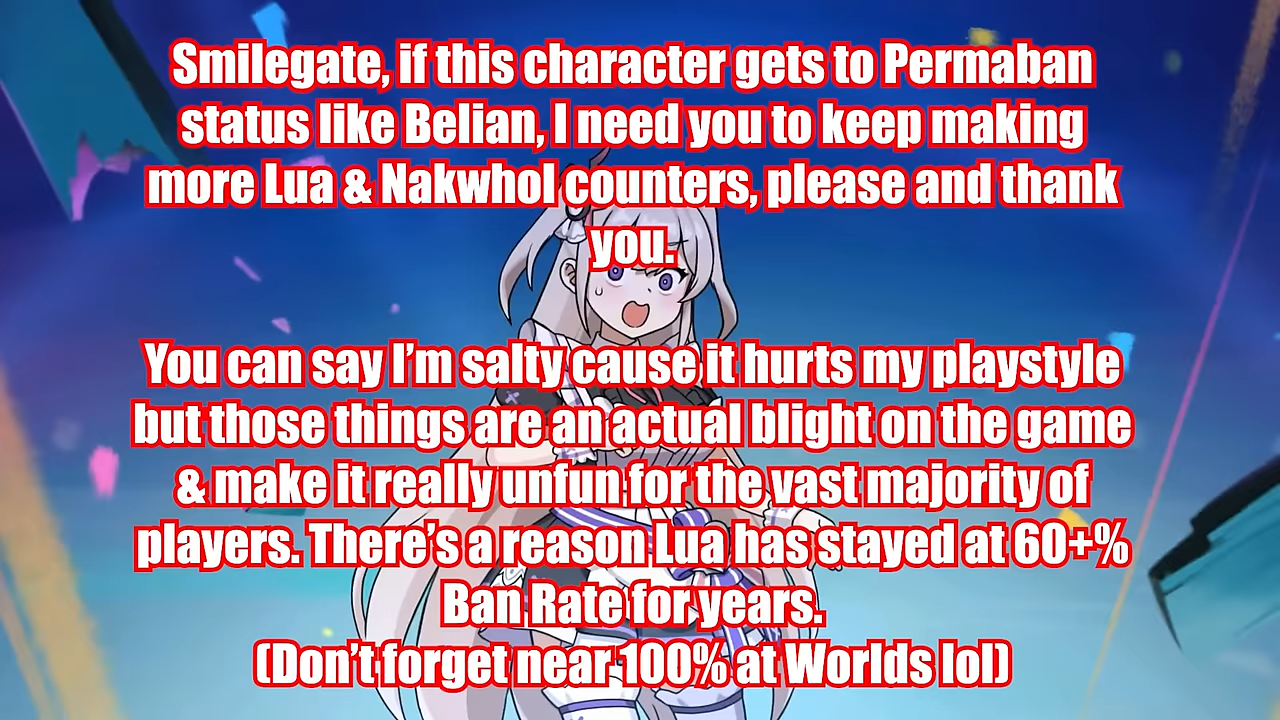 Smilegate, if this character gets to Permaban
status like Belian, I need you to keep making
more Lua & Nakwhol counters, please and thank
you.
You can say I'm salty cause it hurts my playstyle
but those things are an actual blight on the game
& make it really unfun for the vast majority of
players. There's a reason Lua has stayed at 60+%
Ban Rate for years.
(Don't forget near 100% at Worlds lol)